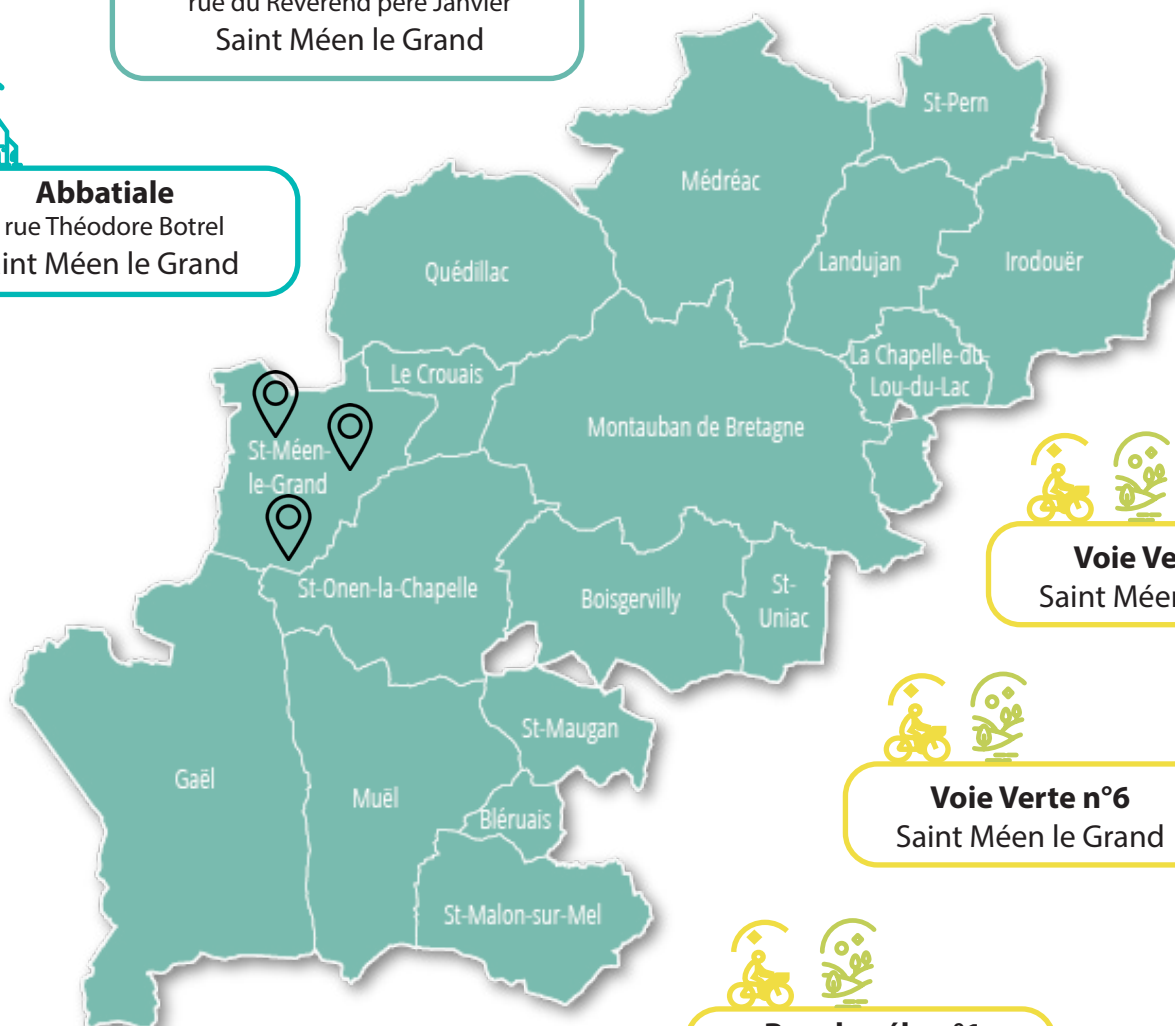 rue du Révérend père Janvier
Saint Méen le Grand
Abbatiale
rue Théodore Botrel
int Méen le Grand
St-Pern
Médréac
Landujan
Irodouër
Quédillac
La Chapelle-du-
Lou-du-Lac
Le Crouais
Montauban de Bretagne
St-Méen-
le-Grand
St-Onen-la-Chapelle
Boisgervilly
St-
Uniac
Voie Ve
Saint Méen
St-Maugan
Gaël
Muël
Bléruais
Voie Verte n°6
Saint Méen le Grand
St-Malon-sur-Mel